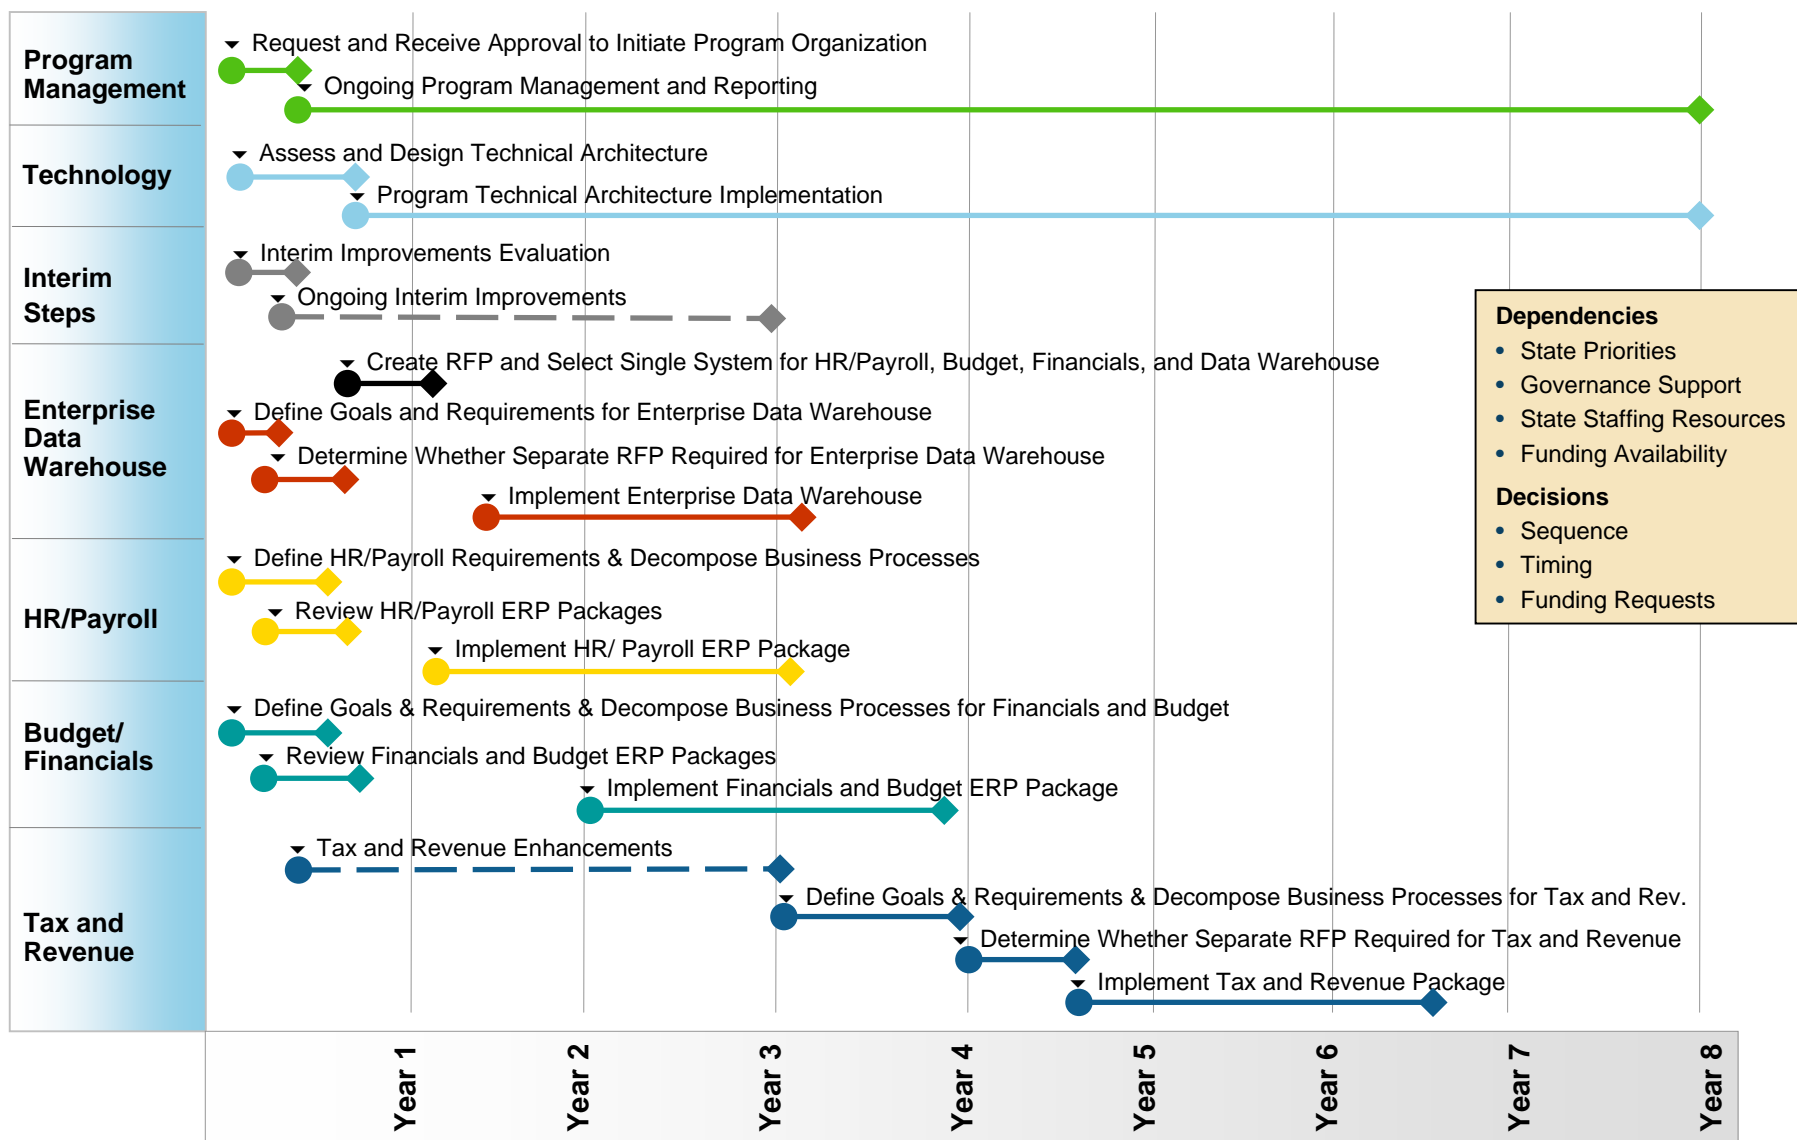 Program
Management
Request and Receive Approval to Initiate Program Organization
Ongoing Program Management and Reporting
Technology
Assess and Design Technical Architecture
Program Technical Architecture Implementation
Interim
Steps
Interim Improvements Evaluation
Ongoing Interim Improvements
Enterprise
Data
Warehouse
Create RFP and Select Single System for HR/Payroll, Budget, Financials, and Data Warehouse
Define Goals and Requirements for Enterprise Data Warehouse
Determine Whether Separate RFP Required for Enterprise Data Warehouse
Implement Enterprise Data Warehouse
HR/Payroll
Define HR/Payroll Requirements & Decompose Business Processes
Review HR/Payroll ERP Packages
Implement HR/ Payroll ERP Package
Budget/
Financials
Define Goals & Requirements & Decompose Business Processes for Financials and Budget
Review Financials and Budget ERP Packages
Implement Financials and Budget ERP Package
Tax and
Revenue
Tax and Revenue Enhancements
Define Goals & Requirements & Decompose Business Processes for Tax and Rev.
Determine Whether Separate RFP Required for Tax and Revenue
Implement Tax and Revenue Package
Dependencies
• State Priorities
• Governance Support
• State Staffing Resources
• Funding Availability
Decisions
• Sequence
• Timing
• Funding Requests
Year 1
Year 2
Year 3
Year 4
Year 5
Year 6
Year 7
Year 8